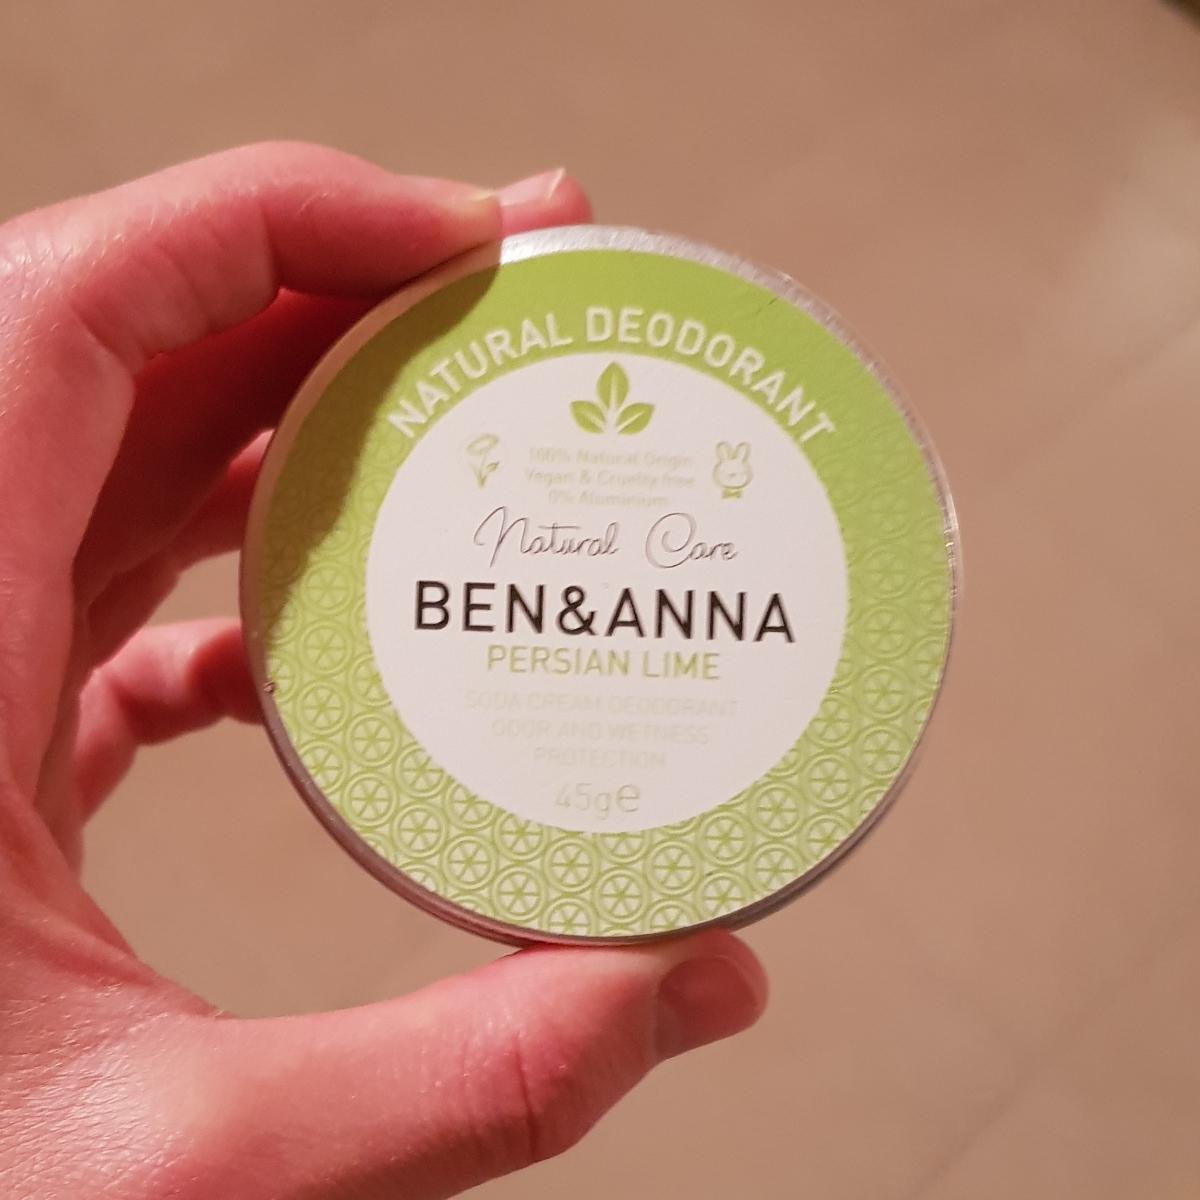 NATURAL DEODORANT
100% Natural Origin
Vegan & Cruelty free
0% Aluminium
Natural Care
BEN&ANNA
PERSIAN LIME
SODA CREAM DEODORANT
ODOR AND WETNESS
PROTECTION
45g℮